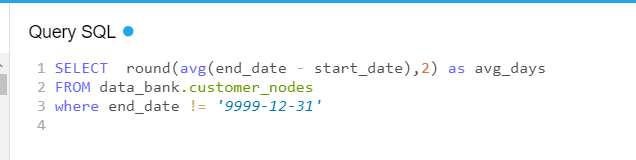 Query SQL
1 SELECT  round(avg(end_date - start_date),2) as avg_days
2 FROM data_bank.customer_nodes
3 where end_date != '9999-12-31'
4